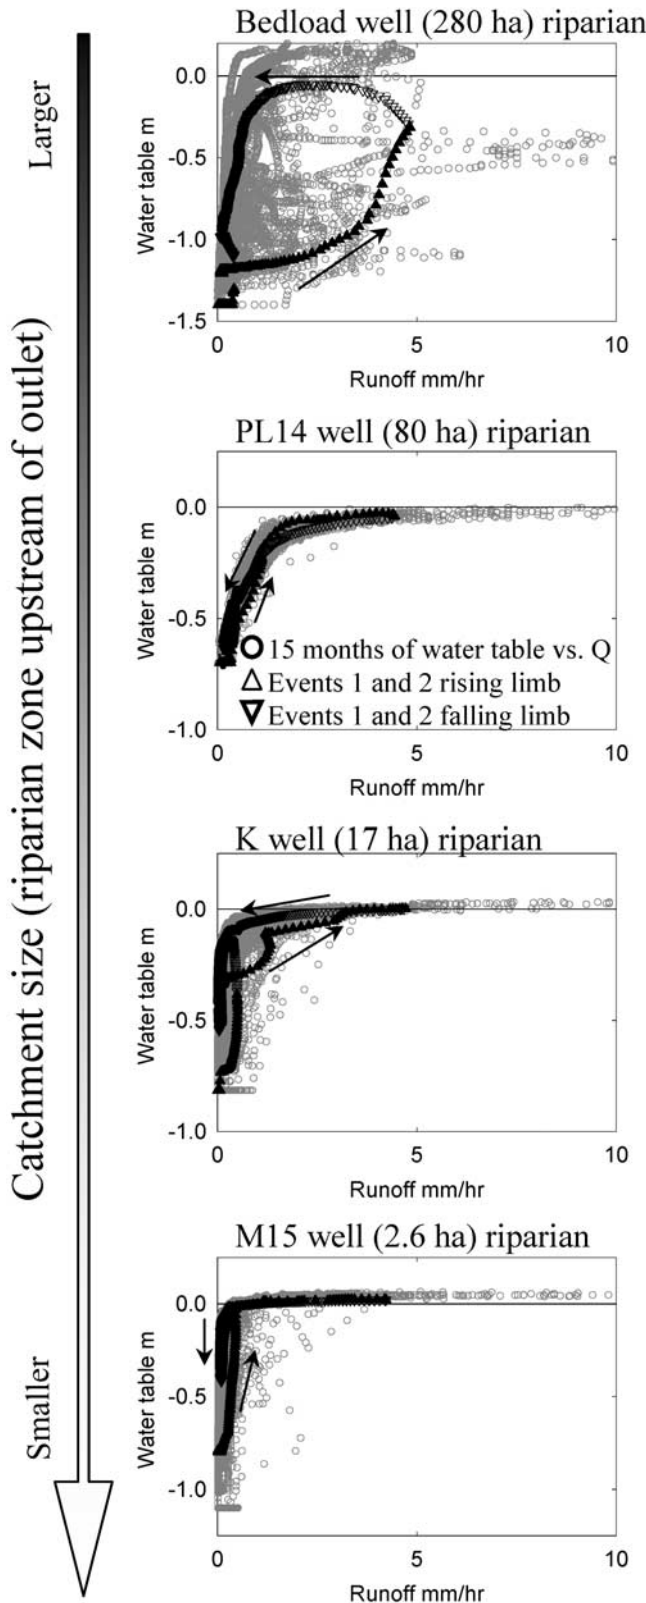 Catchment size (riparian zone upstream of outlet)
Larger
Smaller
Bedload well (280 ha) riparian
Water table m
0.0
-0.5
-1.0
-1.5
0
5
10
Runoff mm/hr
PL14 well (80 ha) riparian
Water table m
0.0
-0.5
-1.0
15 months of water table vs. Q
Events 1 and 2 rising limb
Events 1 and 2 falling limb
0
5
10
Runoff mm/hr
K well (17 ha) riparian
Water table m
0.0
-0.5
-1.0
0
5
10
Runoff mm/hr
M15 well (2.6 ha) riparian
Water table m
0.0
-0.5
-1.0
0
5
10
Runoff mm/hr